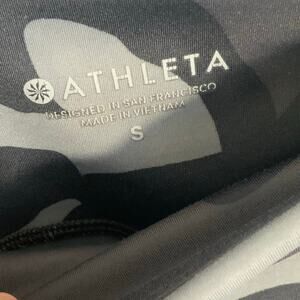 ATHLETA
DESIGNED IN SAN FRANCISCO
MADE IN VIETNAM
S